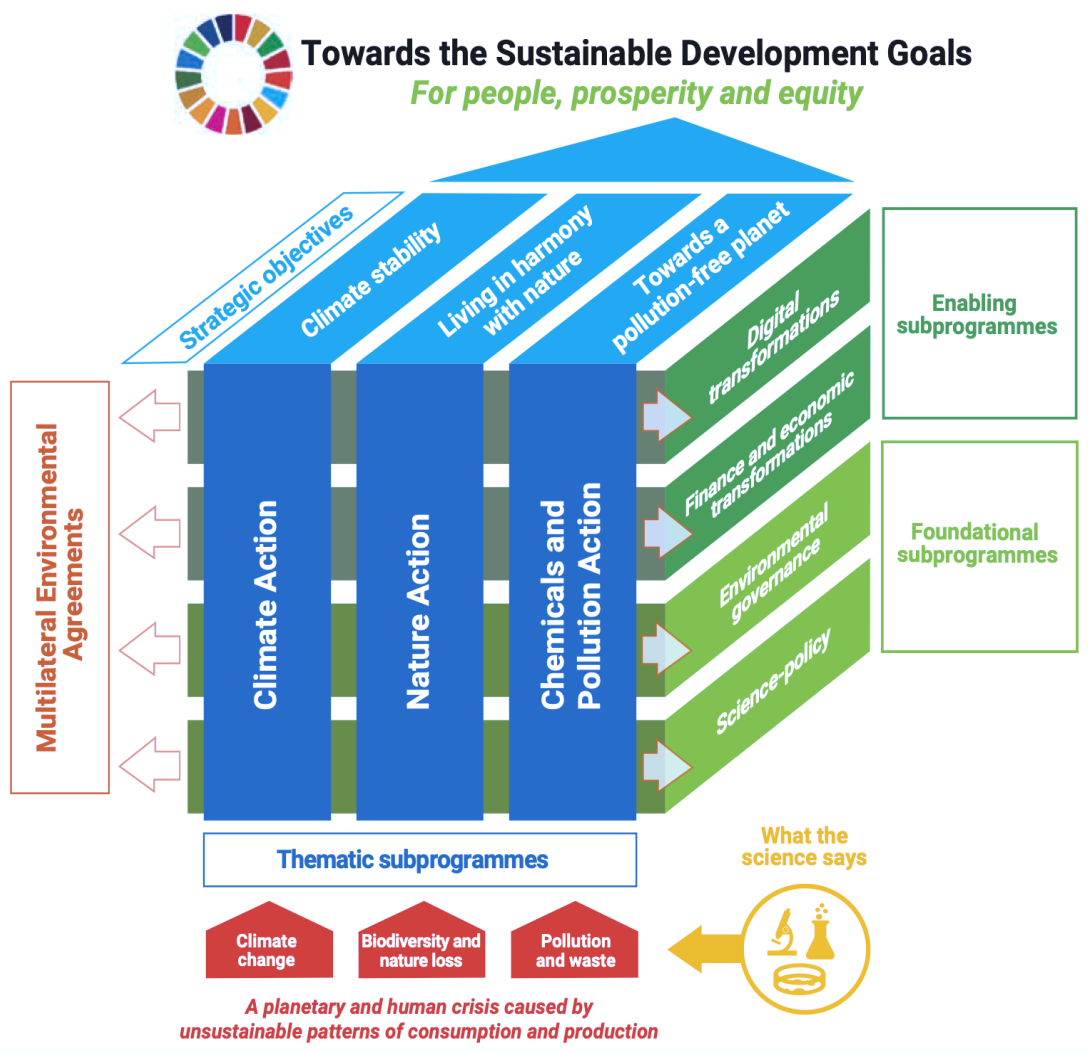 Towards the Sustainable Development Goals
For people, prosperity and equity
Strategic objectives
Climate stability
Living in harmony
with nature
Towards a
pollution-free planet
Digital
transformations
Finance and economic
transformations
Environmental
governance
Science-policy
Enabling
subprogrammes
Foundational
subprogrammes
Multilateral Environmental
Agreements
Climate Action
Nature Action
Chemicals and
Pollution Action
Thematic subprogrammes
What the
science says
Climate
change
Biodiversity and
nature loss
Pollution
and waste
A planetary and human crisis caused by
unsustainable patterns of consumption and production